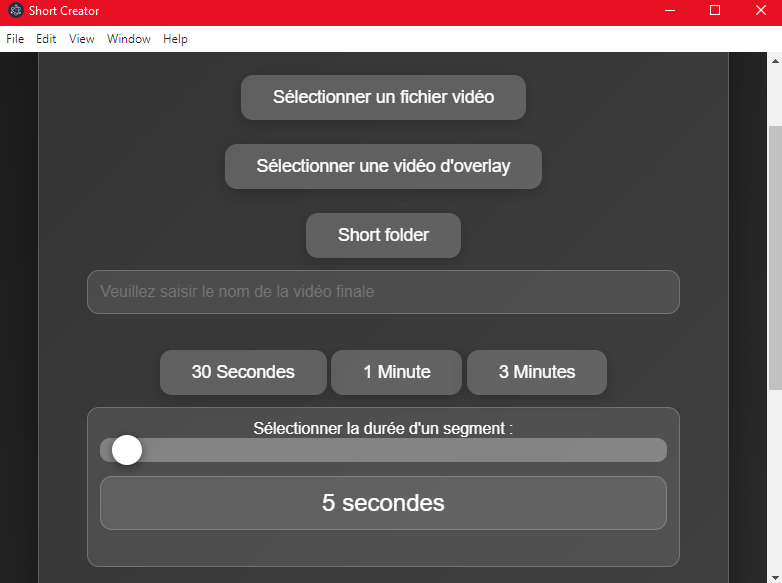 Short Creator
File Edit View Window Help
Sélectionner un fichier vidéo
Sélectionner une vidéo d'overlay
Short folder
Veuillez saisir le nom de la vidéo finale
30 Secondes 1 Minute 3 Minutes
Sélectionner la durée d'un segment :
5 secondes